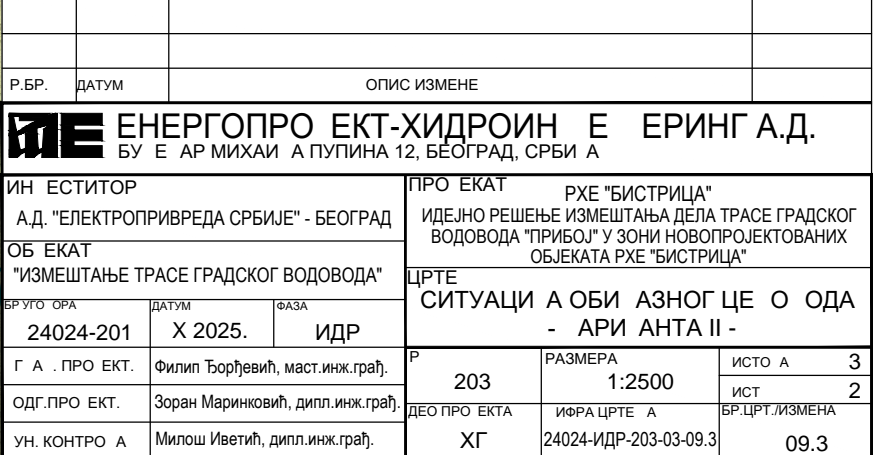 Р.БР. ДАТУМ ОПИС ИЗМЕНЕ
ЕНЕРГОПРО ЕКТ-ХИДРОИН Е ЕРИНГ А.Д.
БУ Е АР МИХАИ А ПУПИНА 12, БЕОГРАД, СРБИ А
ИН ЕСТИТОР
А.Д. "ЕЛЕКТРОПРИВРЕДА СРБИЈЕ" - БЕОГРАД
ОБ ЕКАТ
"ИЗМЕШТАЊЕ ТРАСЕ ГРАДСКОГ ВОДОВОДА"
ПРО ЕКАТ
РХЕ "БИСТРИЦА"
ИДЕЈНО РЕШЕЊЕ ИЗМЕШТАЊА ДЕЛА ТРАСЕ ГРАДСКОГ
ВОДОВОДА "ПРИБОЈ" У ЗОНИ НОВОПРОЈЕКТОВАНИХ
ОБЈЕКАТА РХЕ "БИСТРИЦА"
ЦРТЕ
СИТУАЦИ А ОБИ АЗНОГ ЦЕ О ОДА
- АРИ АНТА II -
БР УГО ОРА
24024-201
ДАТУМ
X 2025.
ФАЗА
ИДР
Г А . ПРО ЕКТ. Филип Ђорђевић, маст.инж.грађ.
ОДГ.ПРО ЕКТ. Зоран Маринковић, дипл.инж.грађ.
УН. КОНТРО А Милош Иветић, дипл.инж.грађ.
Р
203
РАЗМЕРА
1:2500
ИСТО А 3
ИСТ 2
ДЕО ПРО ЕКТА
ХГ
ИФРА ЦРТЕ А
24024-ИДР-203-03-09.3
БР.ЦРТ./ИЗМЕНА
09.3